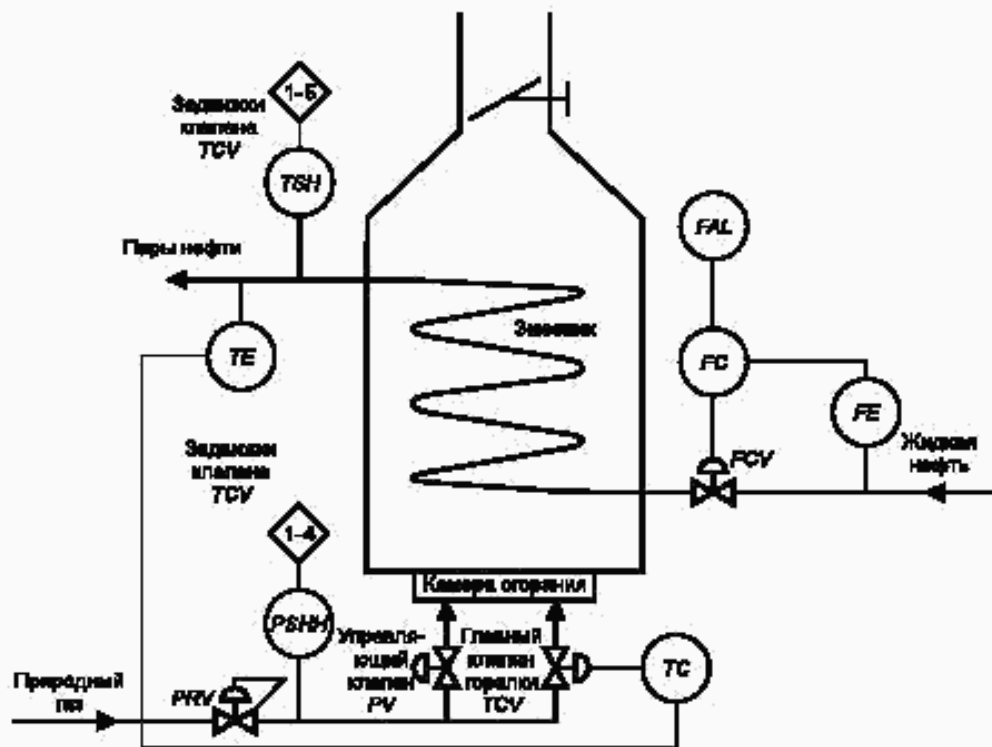 1-5
Задвижки
клапана
TCV
TSH
Пары нефти
FAL
Змеевик
TE
FC
FE
Жидкая
нефть
FCV
Задвижки
клапана
TCV
1-4
Камера сгорания
PSHH
Управля-
ющий
клапан
PV
Главный
клапан
горелки
TCV
TC
Природный
газ
PRV